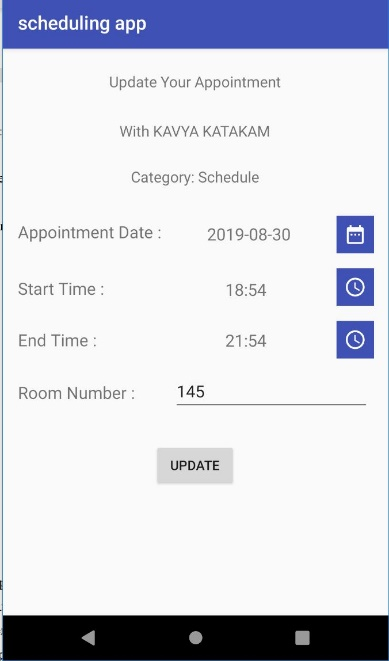 scheduling app
Update Your Appointment
With KAVYA KATAKAM
Category: Schedule
Appointment Date : 2019-08-30
Start Time : 18:54
End Time : 21:54
Room Number : 145
UPDATE